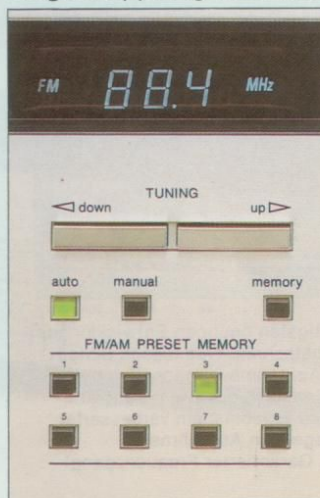 FM 88.4 MHz
TUNING
down up
auto manual memory
FM/AM PRESET MEMORY
1 2 3 4
5 6 7 8